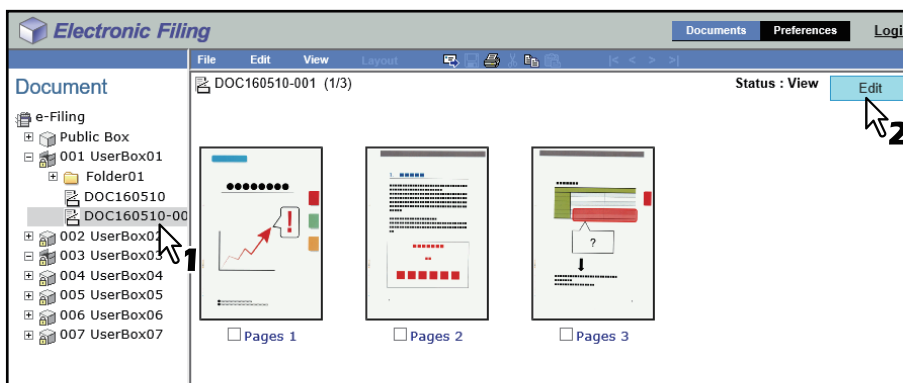 Electronic Filing
Documents Preferences
File Edit View Layout |< < > >|
Document
DOC160510-001 (1/3)
Status : View
Edit
2
e-Filing
Public Box
001 UserBox01
Folder01
DOC160510
DOC160510-00
1
002 UserBox02
003 UserBox03
004 UserBox04
005 UserBox05
006 UserBox06
007 UserBox07
!
1.
?
Pages 1 Pages 2 Pages 3